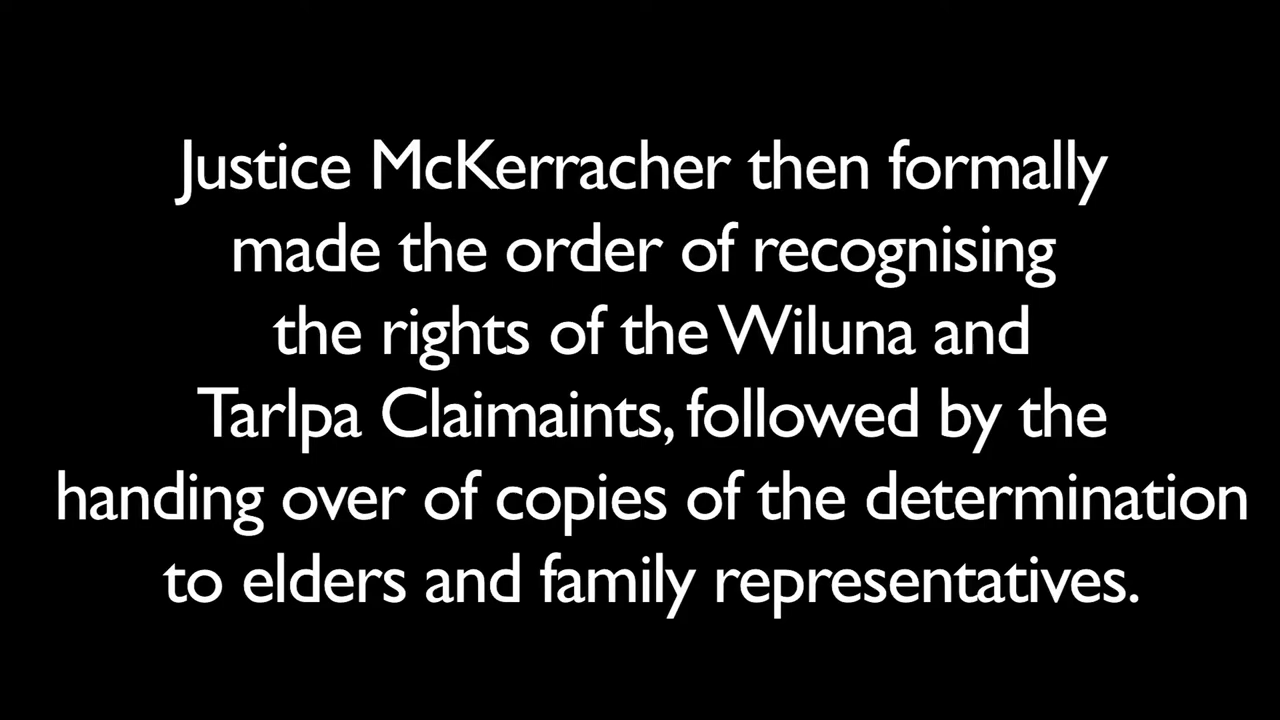 Justice McKerracher then formally
made the order of recognising
the rights of the Wiluna and
Tarlpa Claimaints, followed by the
handing over of copies of the determination
to elders and family representatives.